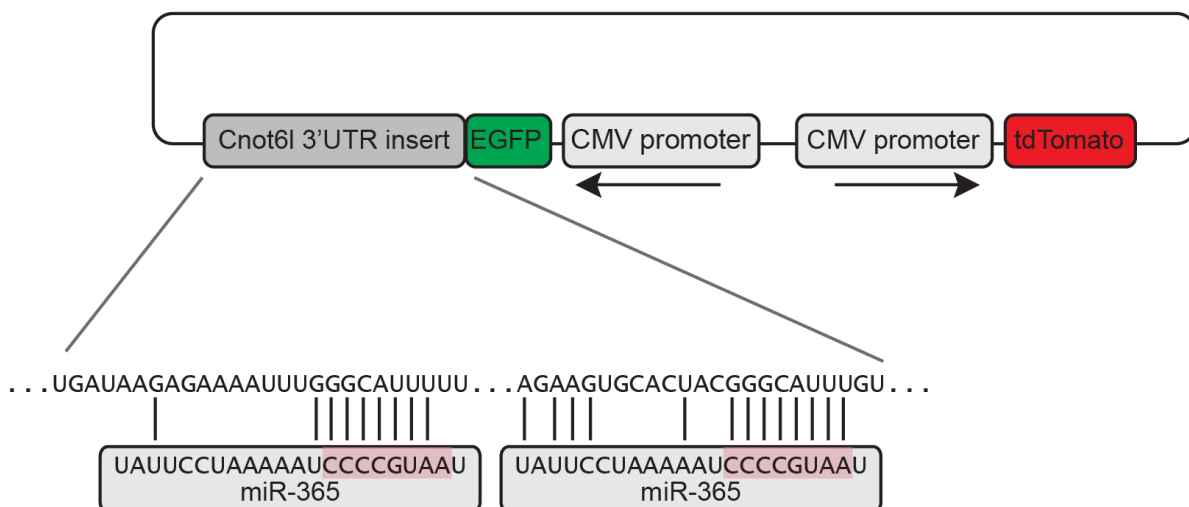 Cnot6l 3'UTR insert EGFP CMV promoter CMV promoter tdTomato
...UGAUAAGAGAAAAUUUGGGCAUUUUU...AGAAGUGCACUACGGGCAUUUGU...
UAUUCCUAAAAAUCCCCGUAAU UAUUCCUAAAAAUCCCCGUAAU
miR-365 miR-365